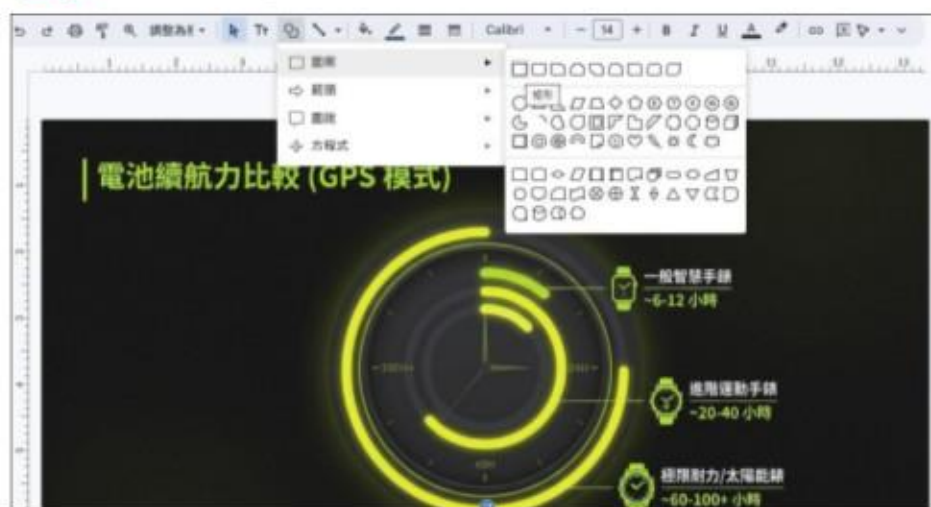 Calibri
14
B I U A
圖案
箭頭
圖說
方程式
矩形
電池續航力比較 (GPS 模式)
一般智慧手錶
~6-12 小時
進階運動手錶
~20-40 小時
極限耐力/太陽能錶
~60-100+ 小時